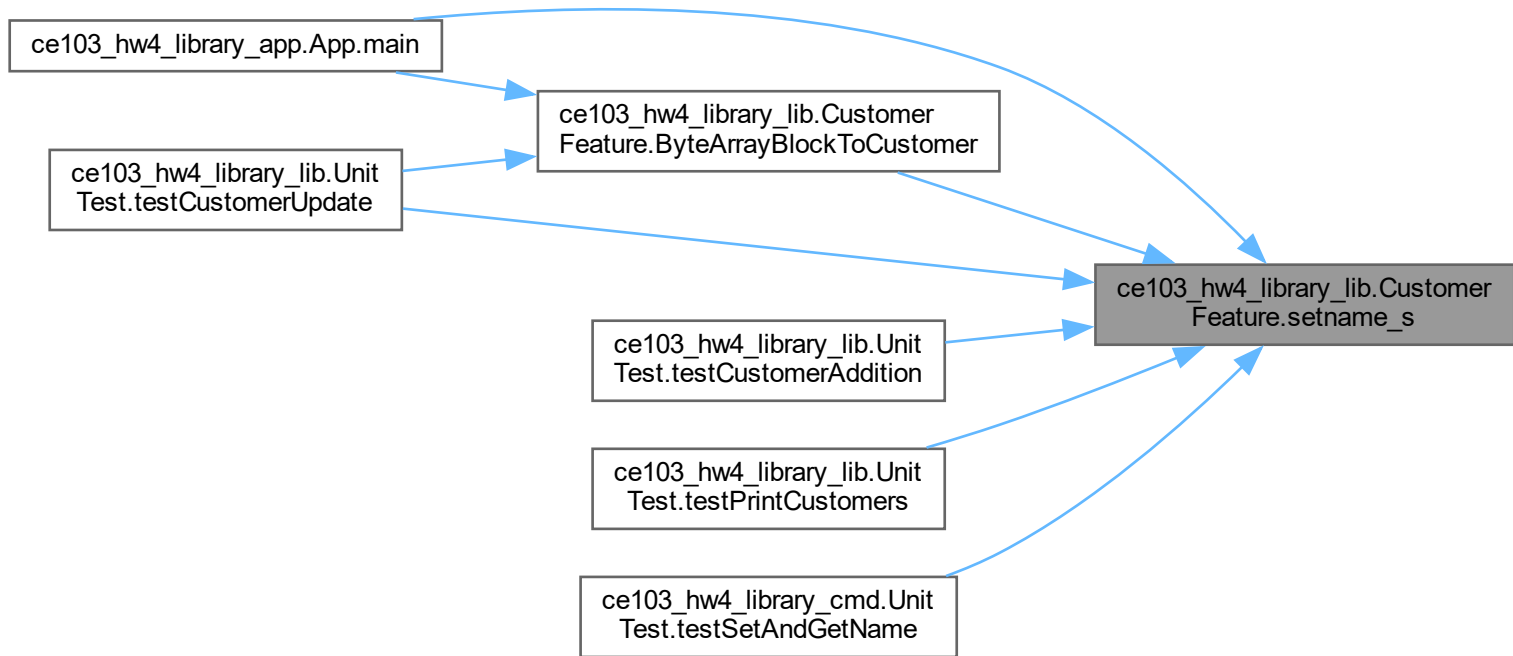 ce103_hw4_library_app.App.main
ce103_hw4_library_lib.Customer
Feature.ByteArrayBlockToCustomer
ce103_hw4_library_lib.Unit
Test.testCustomerUpdate
ce103_hw4_library_lib.Customer
Feature.setname_s
ce103_hw4_library_lib.Unit
Test.testCustomerAddition
ce103_hw4_library_lib.Unit
Test.testPrintCustomers
ce103_hw4_library_cmd.Unit
Test.testSetAndGetName